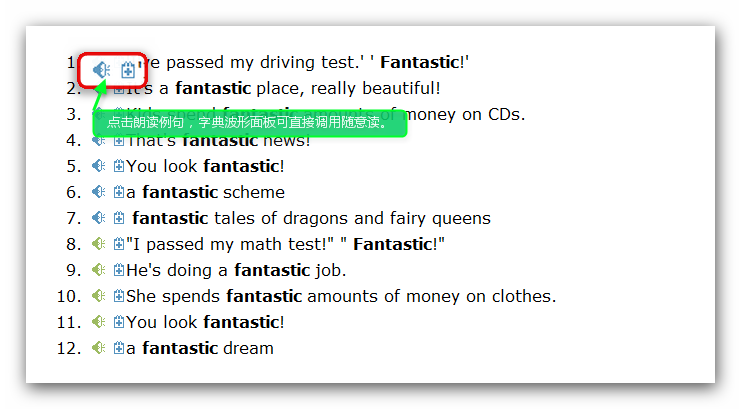 1. 've passed my driving test.' ' Fantastic!'
2. It's a fantastic place, really beautiful!
点击朗读例句，字典波形面板可直接调用随意读。
3. Kids spend fantastic amounts of money on CDs.
4. That's fantastic news!
5. You look fantastic!
6. a fantastic scheme
7. fantastic tales of dragons and fairy queens
8. "I passed my math test!" " Fantastic!"
9. He's doing a fantastic job.
10. She spends fantastic amounts of money on clothes.
11. You look fantastic!
12. a fantastic dream